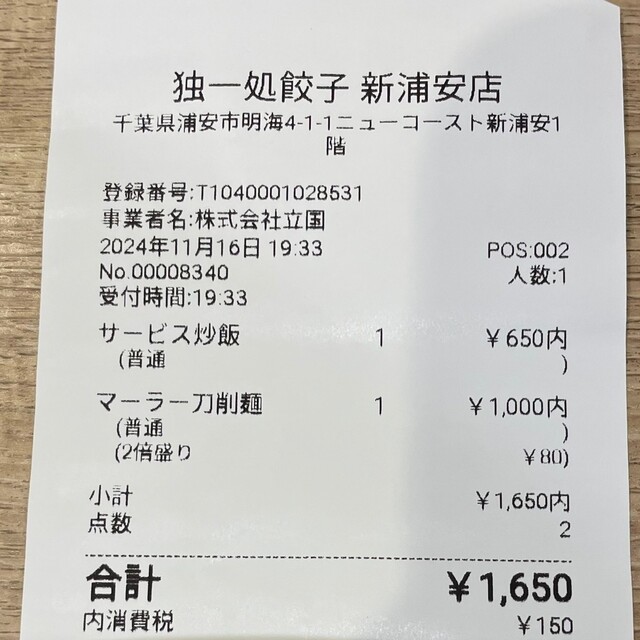 独一処餃子 新浦安店
千葉県浦安市明海4-1-1ニューコースト新浦安1
階
登録番号:T1040001028531
事業者名:株式会社立国
2024年11月16日 19:33 POS:002
No.00008340 人数:1
受付時間:19:33
サービス炒飯 1 ¥650内
(普通 )
マーラー刀削麺 1 ¥1,000内
(普通 )
(2倍盛り ¥80)
小計 ¥1,650内
点数 2
合計 ¥1,650
内消費税 ¥150